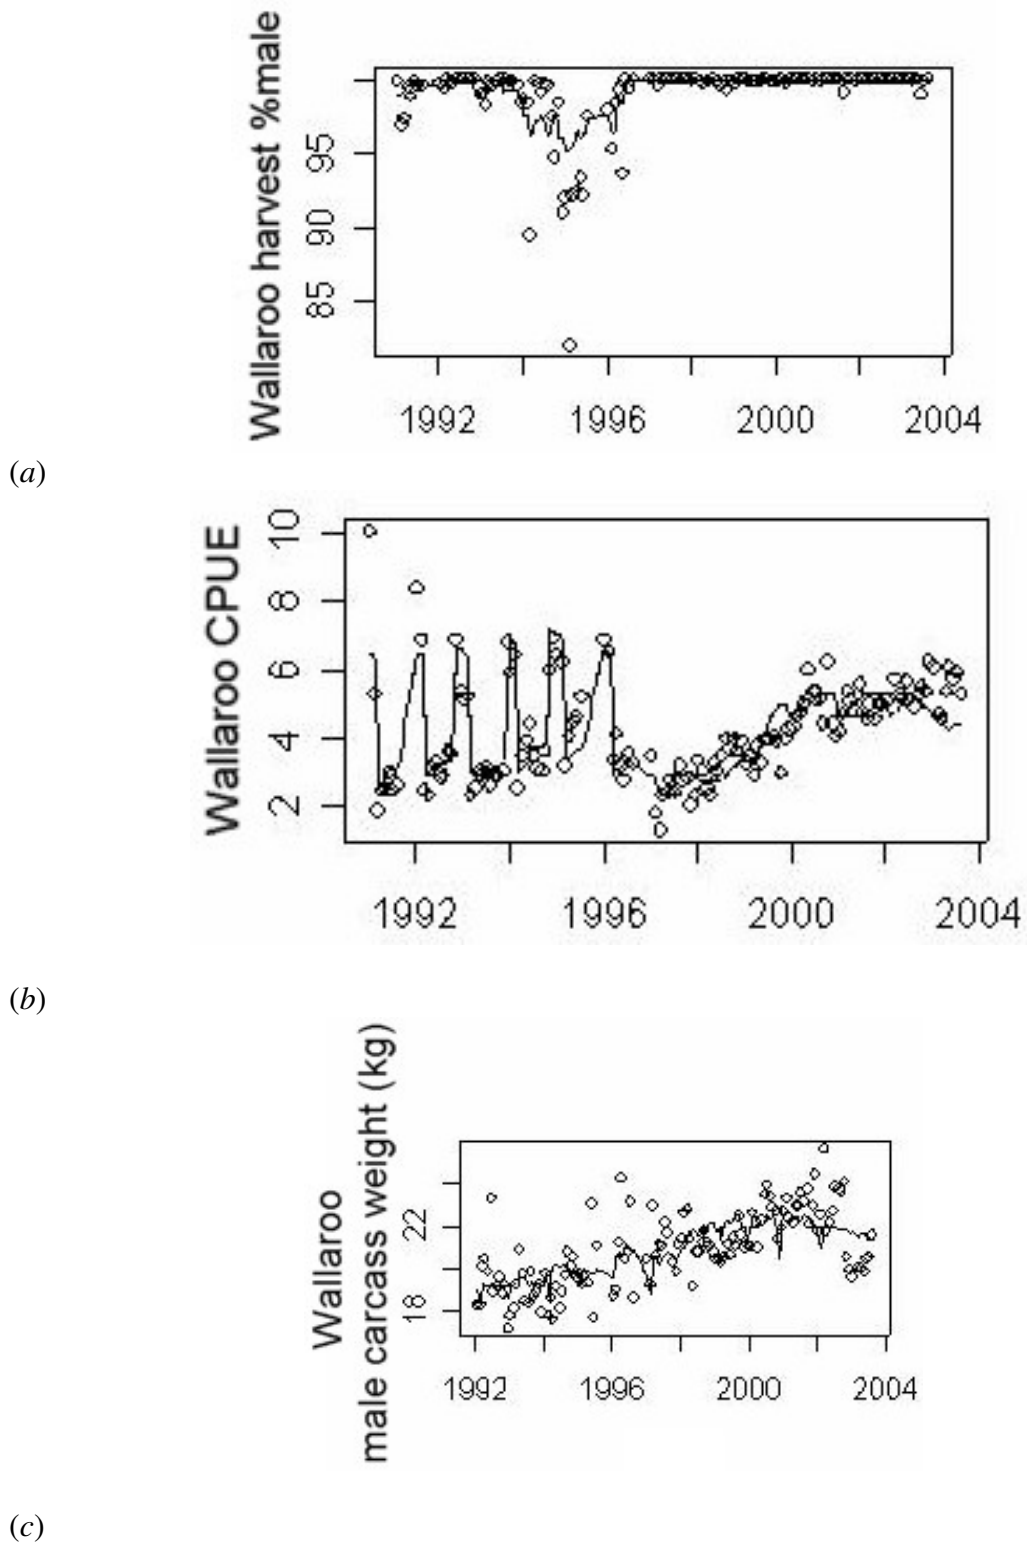 Wallaroo harvest %male
95
90
85
1992 1996 2000 2004
(a)
Wallaroo CPUE
10
8
6
4
2
1992 1996 2000 2004
(b)
Wallaroo
male carcass weight (kg)
22
18
1992 1996 2000 2004
(c)